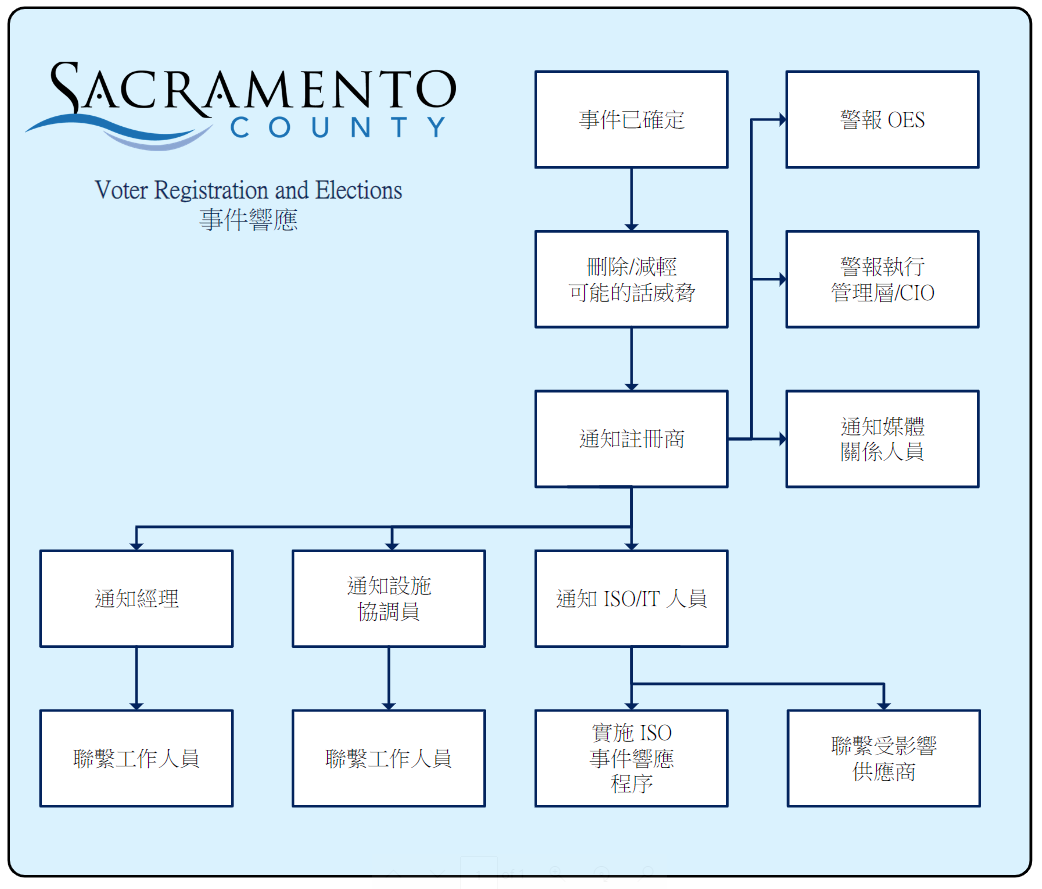 SACRAMENTO
COUNTY
Voter Registration and Elections
事件響應
事件已確定
警報 OES
刪除/減輕
可能的話威脅
警報執行
管理層/CIO
通知註冊商
通知媒體
關係人員
通知經理
通知設施
協調員
通知 ISO/IT 人員
聯繫工作人員
聯繫工作人員
實施 ISO
事件響應
程序
聯繫受影響
供應商